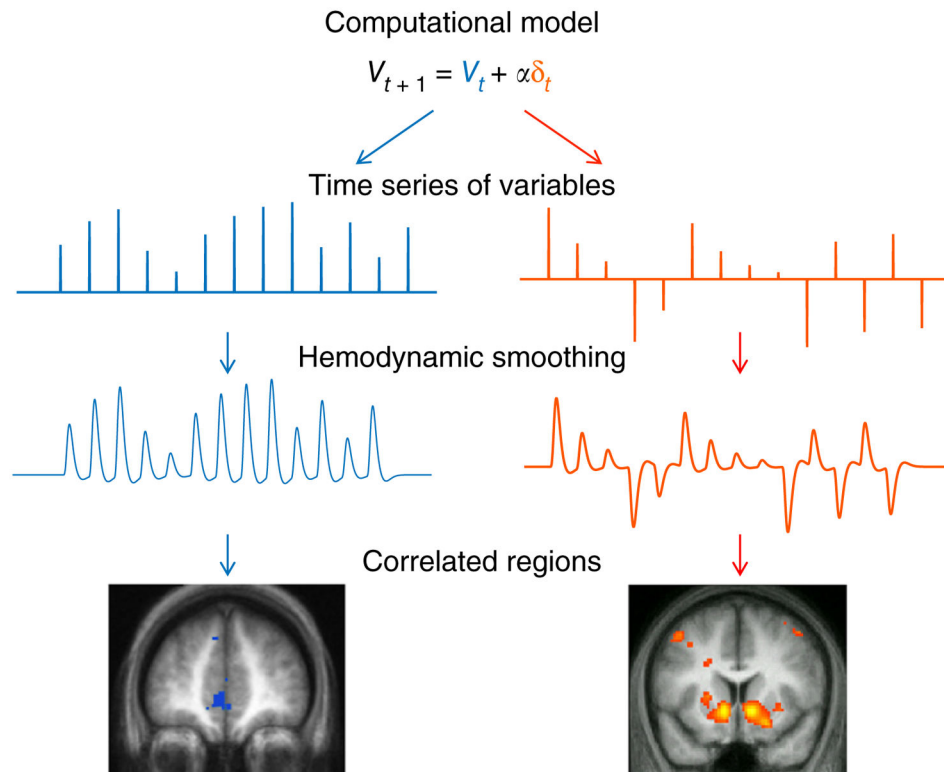 Computational model
V_{t + 1} = V_t + αδ_t
Time series of variables
Hemodynamic smoothing
Correlated regions